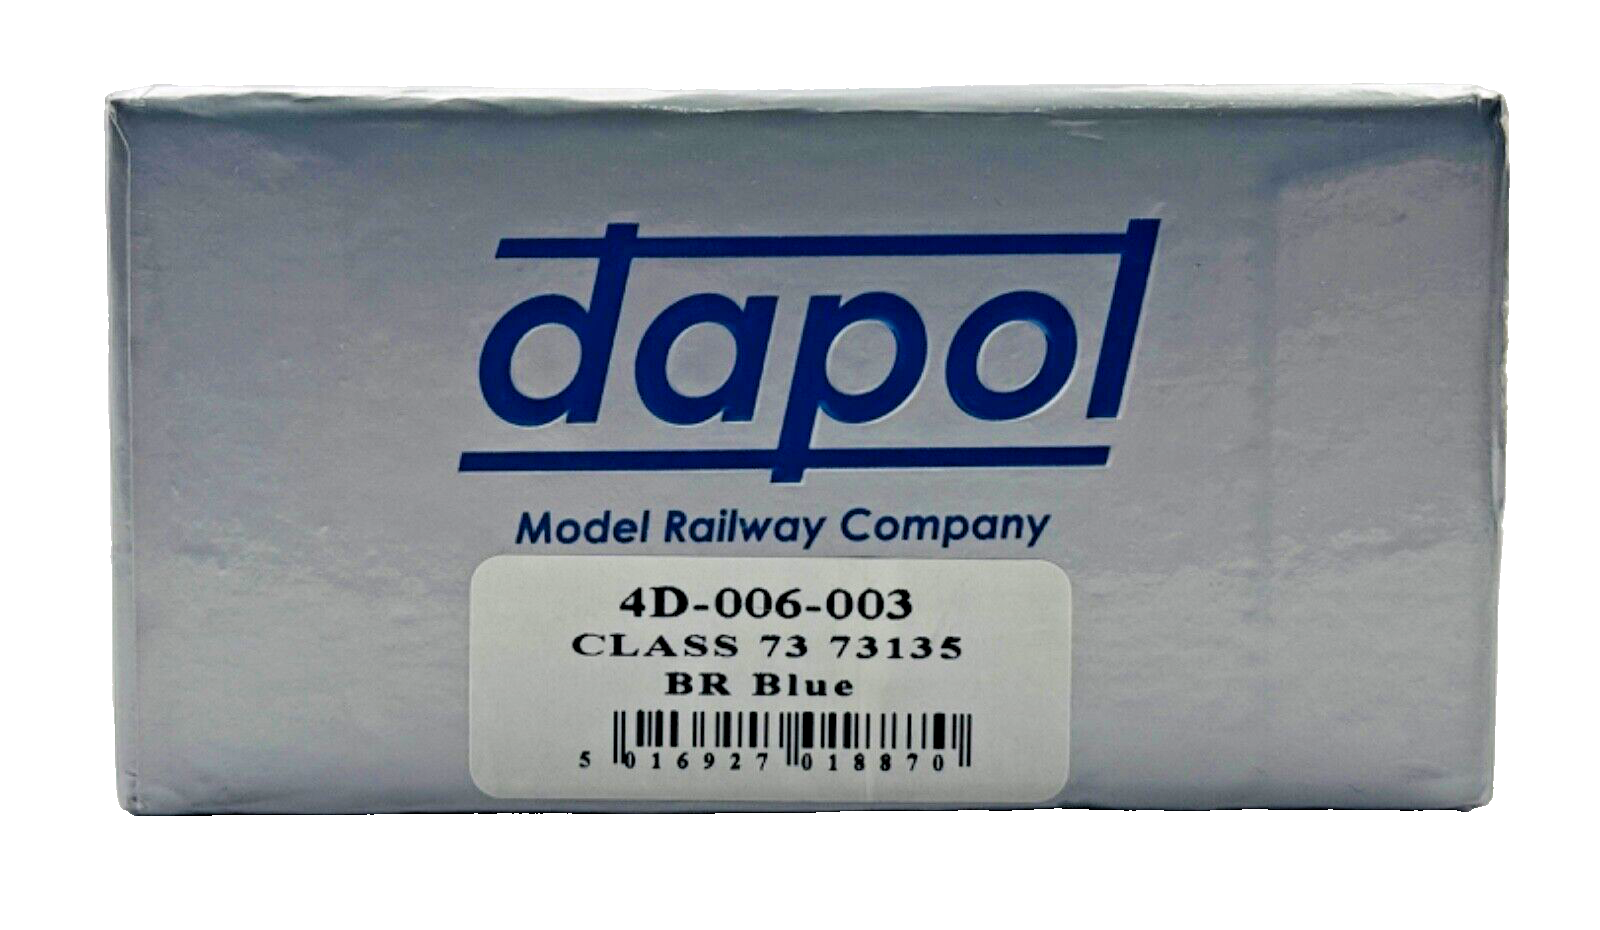 dapol
Model Railway Company
4D-006-003
CLASS 73 73135
BR Blue
5 016927 018870